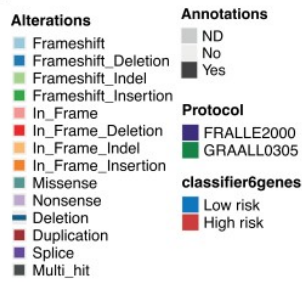 Alterations
Frameshift
Frameshift_Deletion
Frameshift_Indel
Frameshift_Insertion
In_Frame
In_Frame_Deletion
In_Frame_Indel
In_Frame_Insertion
Missense
Nonsense
Deletion
Duplication
Splice
Multi_hit
Annotations
ND
No
Yes
Protocol
FRALLE2000
GRAALL0305
classifier6genes
Low risk
High risk